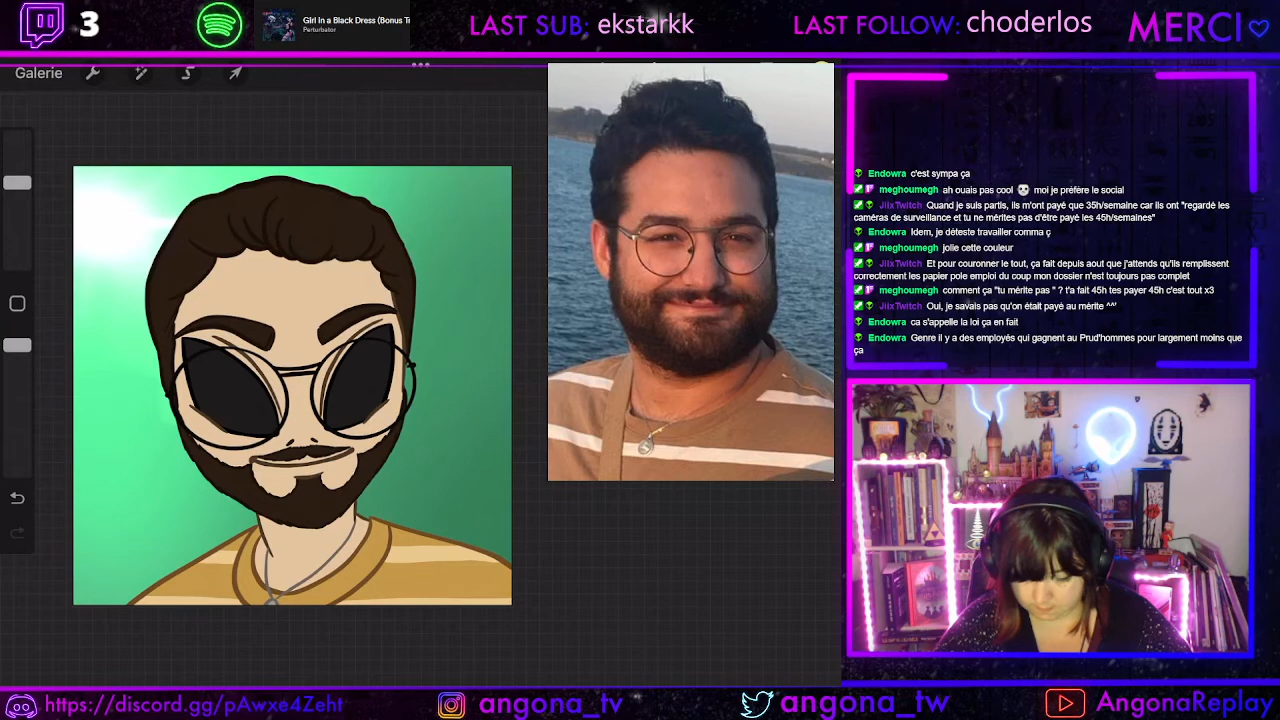 3
Girl In a Black Dress (Bonus Tr
Perturbator
LAST SUB: ekstarkk
LAST FOLLOW: choderlos
MERCI
Galerie
Endowra c'est sympa ça
meghoumegh ah ouais pas cool moi je préfère le social
JiixTwitch Quand je suis partis, ils m'ont payé que 35h/semaine car ils ont "regardé les
caméras de surveillance et tu ne mérites pas d'être payé les 45h/semaines"
Endowra Idem, je déteste travailler comma ç
meghoumegh jolie cette couleur
JiixTwitch Et pour couronner le tout, ça fait depuis aout que j'attends qu'ils remplissent
correctement les papier pole emploi du coup mon dossier n'est toujours pas complet
meghoumegh comment ça "tu mérite pas " ? t'a fait 45h tes payer 45h c'est tout x3
JiixTwitch Oui, je savais pas qu'on était payé au mérite ^^'
Endowra ca s'appelle la loi ça en fait
Endowra Genre il y a des employés qui gagnent au Prud'hommes pour largement moins que
ça
https://discord.gg/pAwxe4Zeht
angona_tv
angona_tw
AngonaReplay